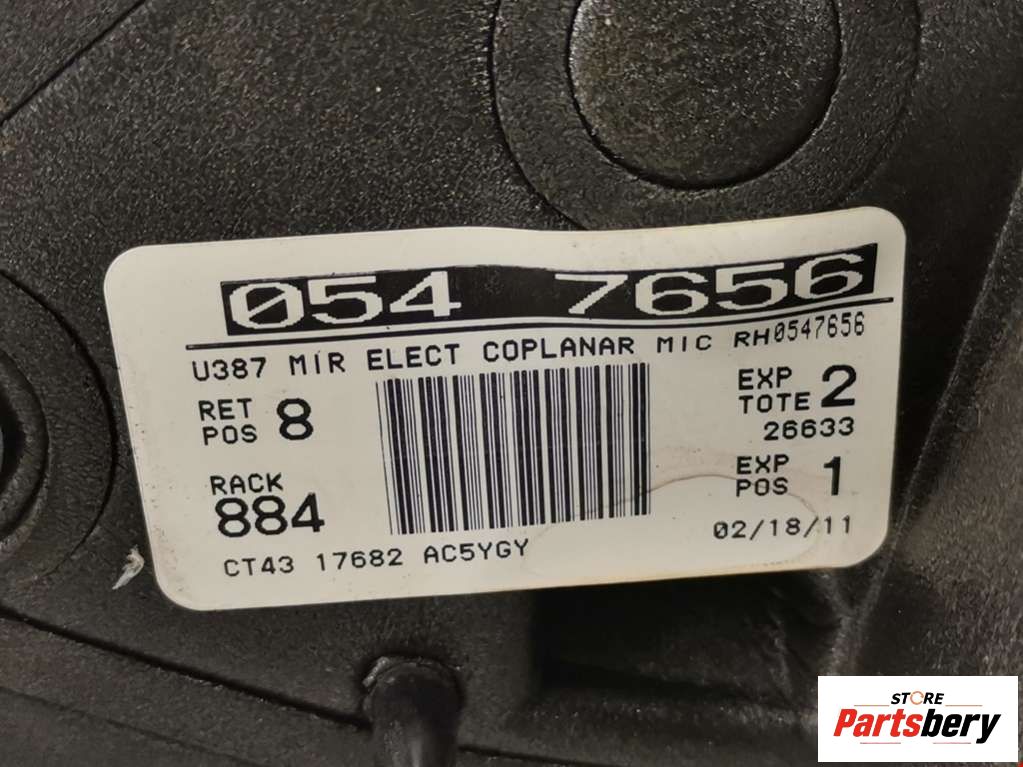 054 7656
U387 MIR ELECT COPLANAR MIC RH0547656
RET POS 8
EXP TOTE 2
26633
RACK 884
EXP POS 1
02/18/11
CT43 17682 AC5YGY
STORE
Partsbery